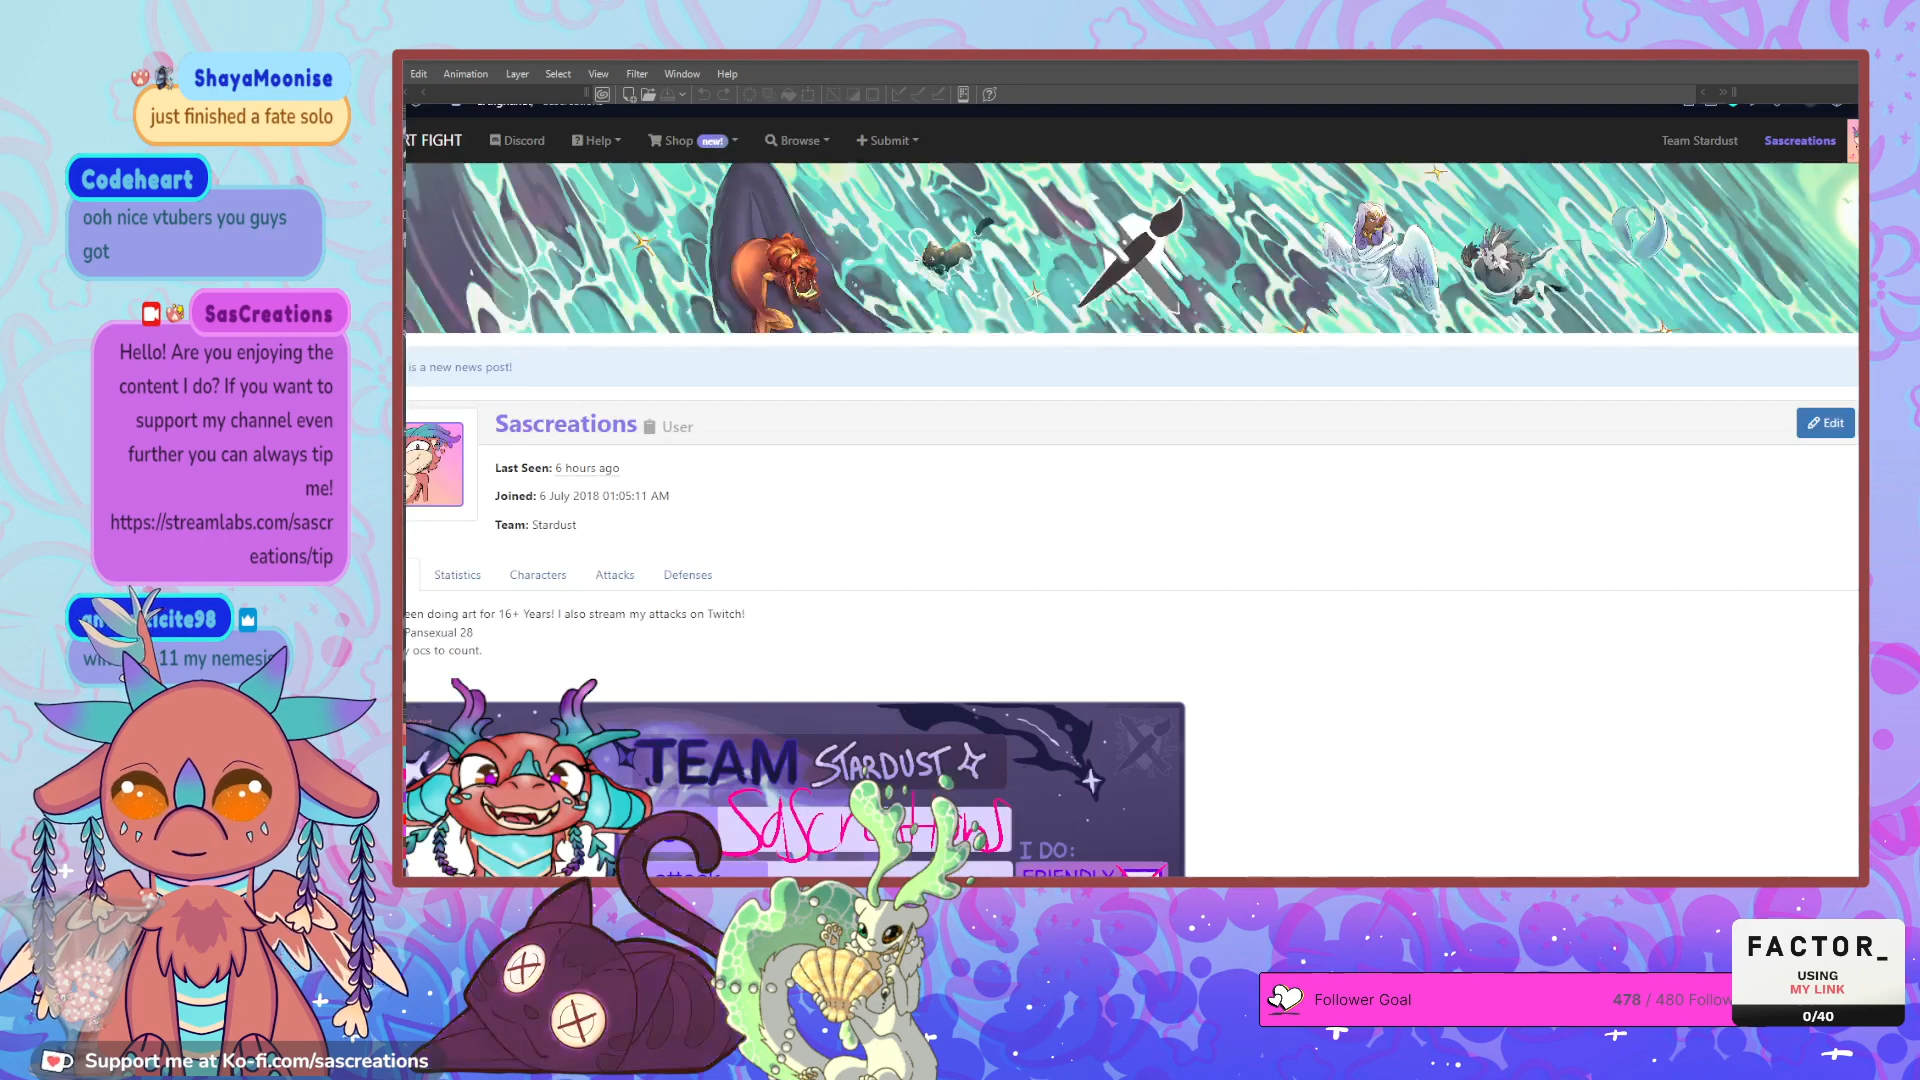 ShayaMoonise
just finished a fate solo
Codeheart
ooh nice vtubers you guys
got
SasCreations
Hello! Are you enjoying the
content I do? If you want to
support my channel even
further you can always tip
me!
https://streamlabs.com/sascr
eations/tip
11 my nemesis
Edit Animation Layer Select View Filter Window Help
RT FIGHT Discord Help Shop new! Browse Submit Team Stardust Sascreations
is a new news post!
Sascreations User
Edit
Last Seen: 6 hours ago
Joined: 6 July 2018 01:05:11 AM
Team: Stardust
Statistics Characters Attacks Defenses
een doing art for 16+ Years! I also stream my attacks on Twitch!
Pansexual 28
y ocs to count.
TEAM STARDUST
Sascreations
I DO:
attack
FRIENDLY
Follower Goal 478 / 480 Follow
FACTOR_
USING
MY LINK
0/40
Support me at Ko-fi.com/sascreations